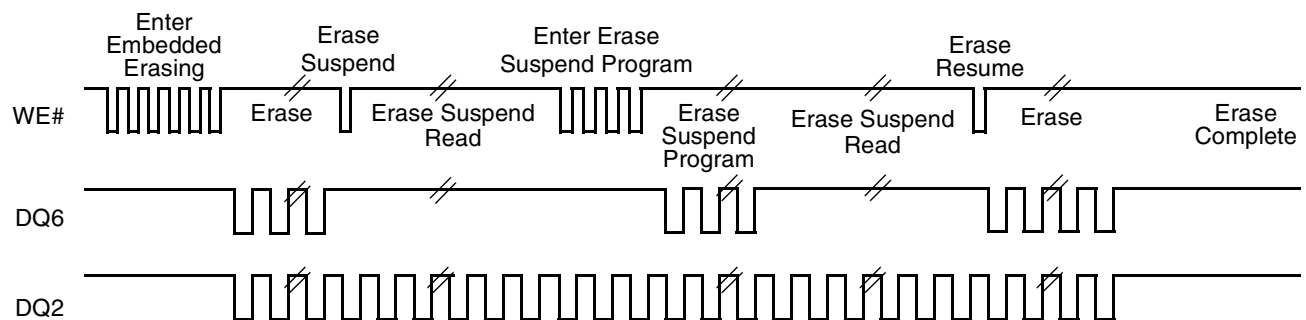 Enter
Embedded
Erasing
Erase
Suspend
Enter Erase
Suspend Program
Erase
Resume
WE#
Erase
Erase Suspend
Read
Erase
Suspend
Program
Erase Suspend
Read
Erase
Erase
Complete
DQ6
DQ2